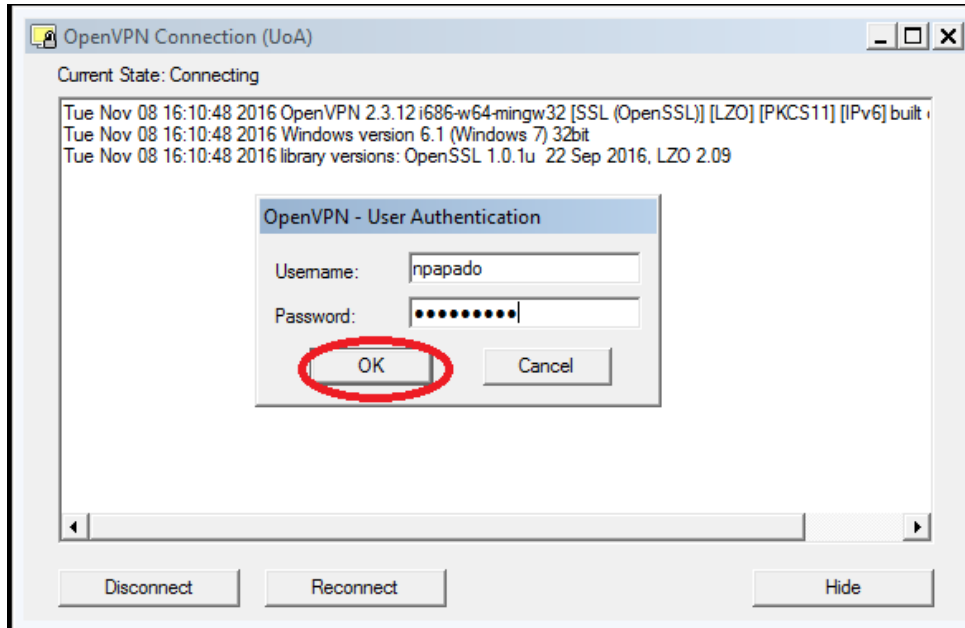 OpenVPN Connection (UoA)
Current State: Connecting
Tue Nov 08 16:10:48 2016 OpenVPN 2.3.12 i686-w64-mingw32 [SSL (OpenSSL)] [LZO] [PKCS11] [IPv6] built
Tue Nov 08 16:10:48 2016 Windows version 6.1 (Windows 7) 32bit
Tue Nov 08 16:10:48 2016 library versions: OpenSSL 1.0.1u  22 Sep 2016, LZO 2.09
OpenVPN - User Authentication
Username: npapado
Password: ●●●●●●●●●
OK Cancel
Disconnect Reconnect Hide